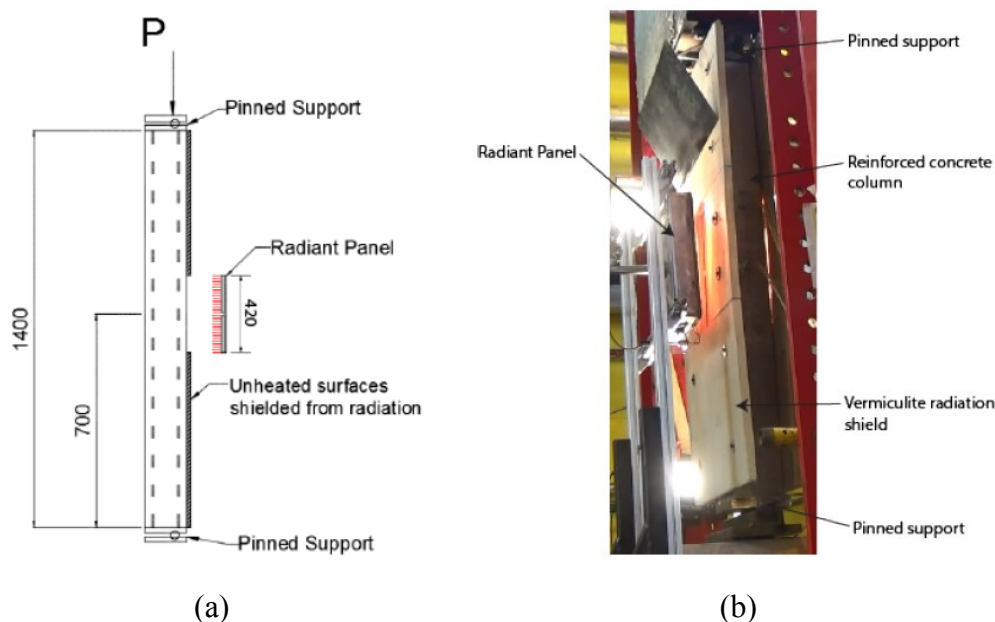 P
Pinned Support
Radiant Panel
420
1400
700
Unheated surfaces
shielded from radiation
Pinned Support
(a)
Pinned support
Radiant Panel
Reinforced concrete
column
Vermiculite radiation
shield
Pinned support
(b)